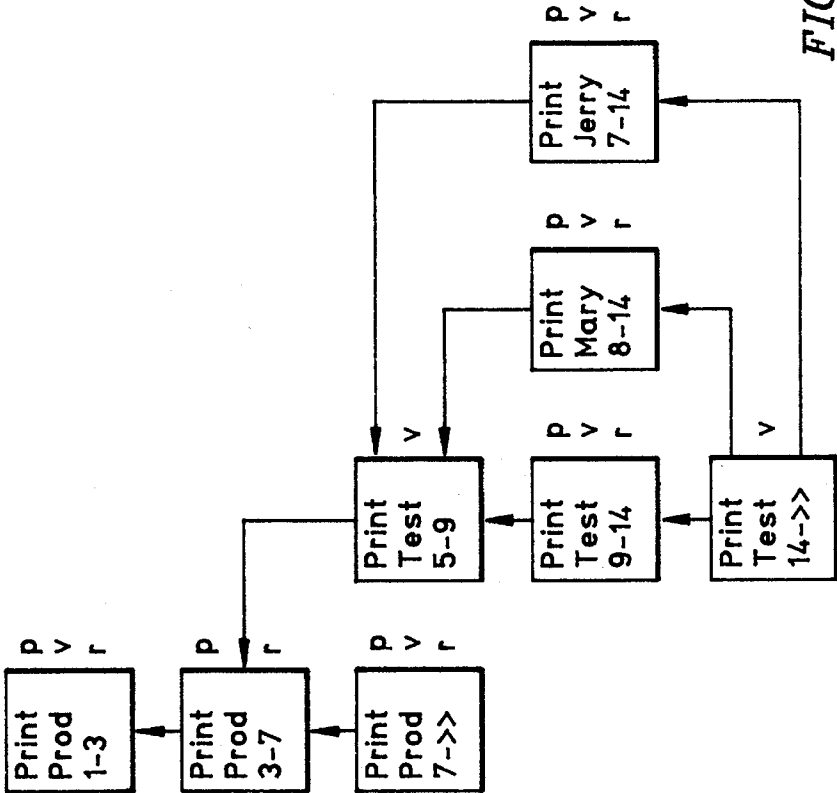 Print
Prod
1-3
p
v
r
Print
Prod
3-7
p
r
Print
Prod
7->>
p
v
r
Print
Test
5-9
v
Print
Test
9-14
p
v
r
Print
Test
14->>
v
Print
Mary
8-14
p
v
r
Print
Jerry
7-14
p
v
r